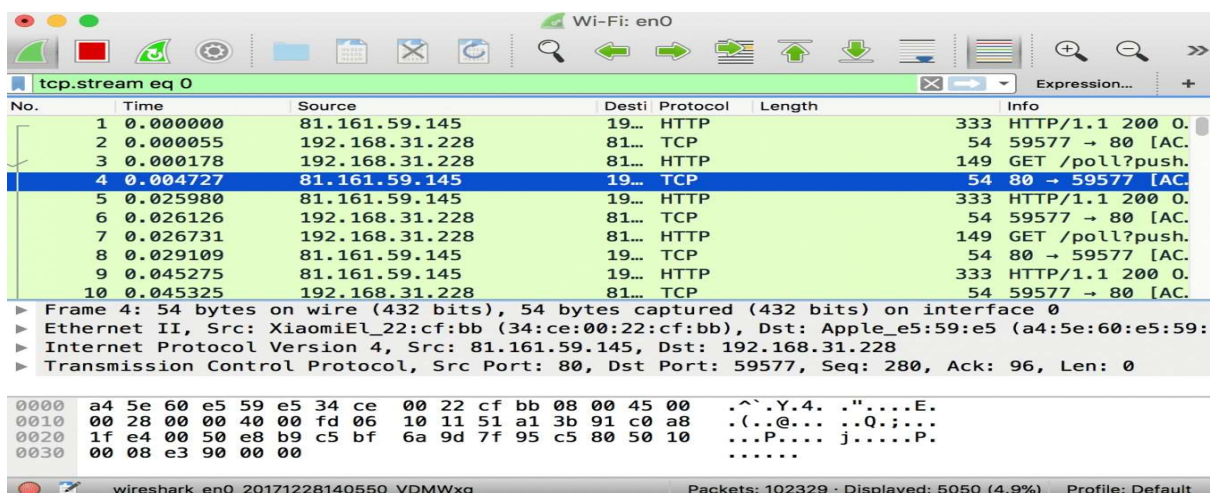 Wi-Fi: en0
tcp.stream eq 0 Expression... +
No. Time Source Desti Protocol Length Info
1 0.000000 81.161.59.145 19… HTTP 333 HTTP/1.1 200 O.
2 0.000055 192.168.31.228 81… TCP 54 59577 → 80 [AC.
3 0.000178 192.168.31.228 81… HTTP 149 GET /poll?push.
4 0.004727 81.161.59.145 19… TCP 54 80 → 59577 [AC.
5 0.025980 81.161.59.145 19… HTTP 333 HTTP/1.1 200 O.
6 0.026126 192.168.31.228 81… TCP 54 59577 → 80 [AC.
7 0.026731 192.168.31.228 81… HTTP 149 GET /poll?push.
8 0.029109 81.161.59.145 19… TCP 54 80 → 59577 [AC.
9 0.045275 81.161.59.145 19… HTTP 333 HTTP/1.1 200 O.
10 0.045325 192.168.31.228 81… TCP 54 59577 → 80 [AC.
Frame 4: 54 bytes on wire (432 bits), 54 bytes captured (432 bits) on interface 0
Ethernet II, Src: XiaomiEl_22:cf:bb (34:ce:00:22:cf:bb), Dst: Apple_e5:59:e5 (a4:5e:60:e5:59:
Internet Protocol Version 4, Src: 81.161.59.145, Dst: 192.168.31.228
Transmission Control Protocol, Src Port: 80, Dst Port: 59577, Seq: 280, Ack: 96, Len: 0
0000 a4 5e 60 e5 59 e5 34 ce 00 22 cf bb 08 00 45 00 .^`.Y.4. ."....E.
0010 00 28 00 00 40 00 fd 06 10 11 51 a1 3b 91 c0 a8 .(..@... ..Q.;...
0020 1f e4 00 50 e8 b9 c5 bf 6a 9d 7f 95 c5 80 50 10 ...P.... j.....P.
0030 00 08 e3 90 00 00 ......
wireshark_en0_20171228140550_VDMWxg Packets: 102329 · Displayed: 5050 (4.9%) Profile: Default